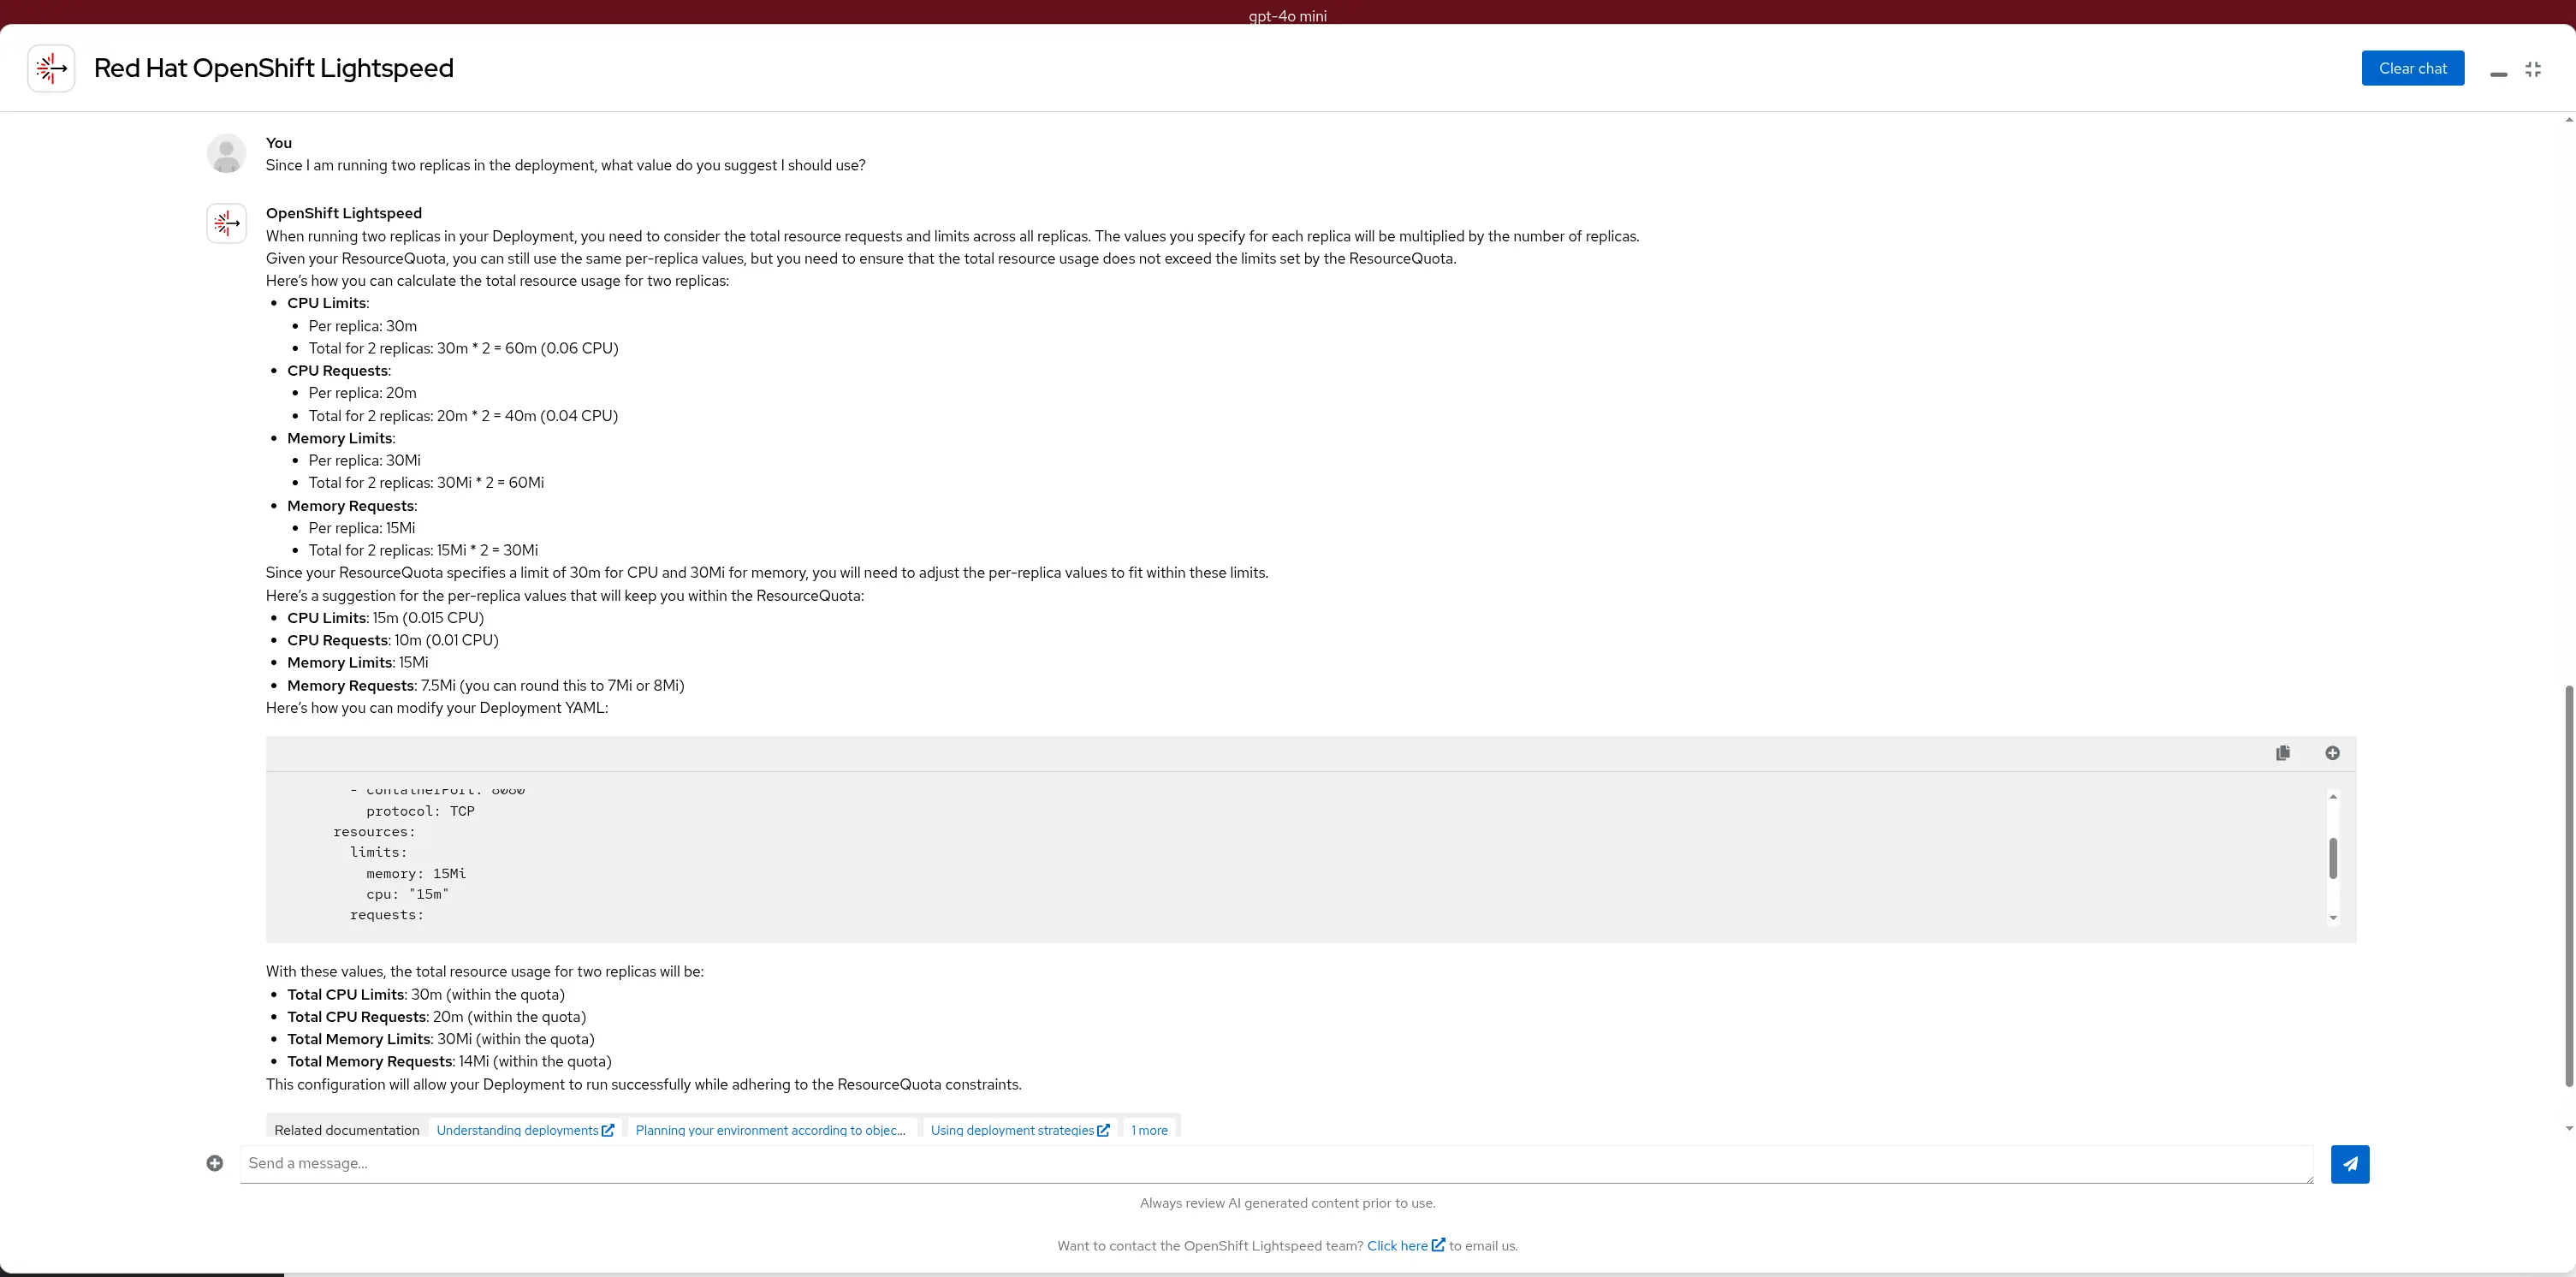 gpt-4o mini
Red Hat OpenShift Lightspeed
Clear chat
You
Since I am running two replicas in the deployment, what value do you suggest I should use?
OpenShift Lightspeed
When running two replicas in your Deployment, you need to consider the total resource requests and limits across all replicas. The values you specify for each replica will be multiplied by the number of replicas.
Given your ResourceQuota, you can still use the same per-replica values, but you need to ensure that the total resource usage does not exceed the limits set by the ResourceQuota.
Here's how you can calculate the total resource usage for two replicas:
• CPU Limits:
• Per replica: 30m
• Total for 2 replicas: 30m * 2 = 60m (0.06 CPU)
• CPU Requests:
• Per replica: 20m
• Total for 2 replicas: 20m * 2 = 40m (0.04 CPU)
• Memory Limits:
• Per replica: 30Mi
• Total for 2 replicas: 30Mi * 2 = 60Mi
• Memory Requests:
• Per replica: 15Mi
• Total for 2 replicas: 15Mi * 2 = 30Mi
Since your ResourceQuota specifies a limit of 30m for CPU and 30Mi for memory, you will need to adjust the per-replica values to fit within these limits.
Here's a suggestion for the per-replica values that will keep you within the ResourceQuota:
• CPU Limits: 15m (0.015 CPU)
• CPU Requests: 10m (0.01 CPU)
• Memory Limits: 15Mi
• Memory Requests: 7.5Mi (you can round this to 7Mi or 8Mi)
Here's how you can modify your Deployment YAML:
- containerPort: 8080
protocol: TCP
resources:
limits:
memory: 15Mi
cpu: "15m"
requests:
With these values, the total resource usage for two replicas will be:
• Total CPU Limits: 30m (within the quota)
• Total CPU Requests: 20m (within the quota)
• Total Memory Limits: 30Mi (within the quota)
• Total Memory Requests: 14Mi (within the quota)
This configuration will allow your Deployment to run successfully while adhering to the ResourceQuota constraints.
Related documentation Understanding deployments Planning your environment according to objec... Using deployment strategies 1 more
Send a message...
Always review AI generated content prior to use.
Want to contact the OpenShift Lightspeed team? Click here to email us.